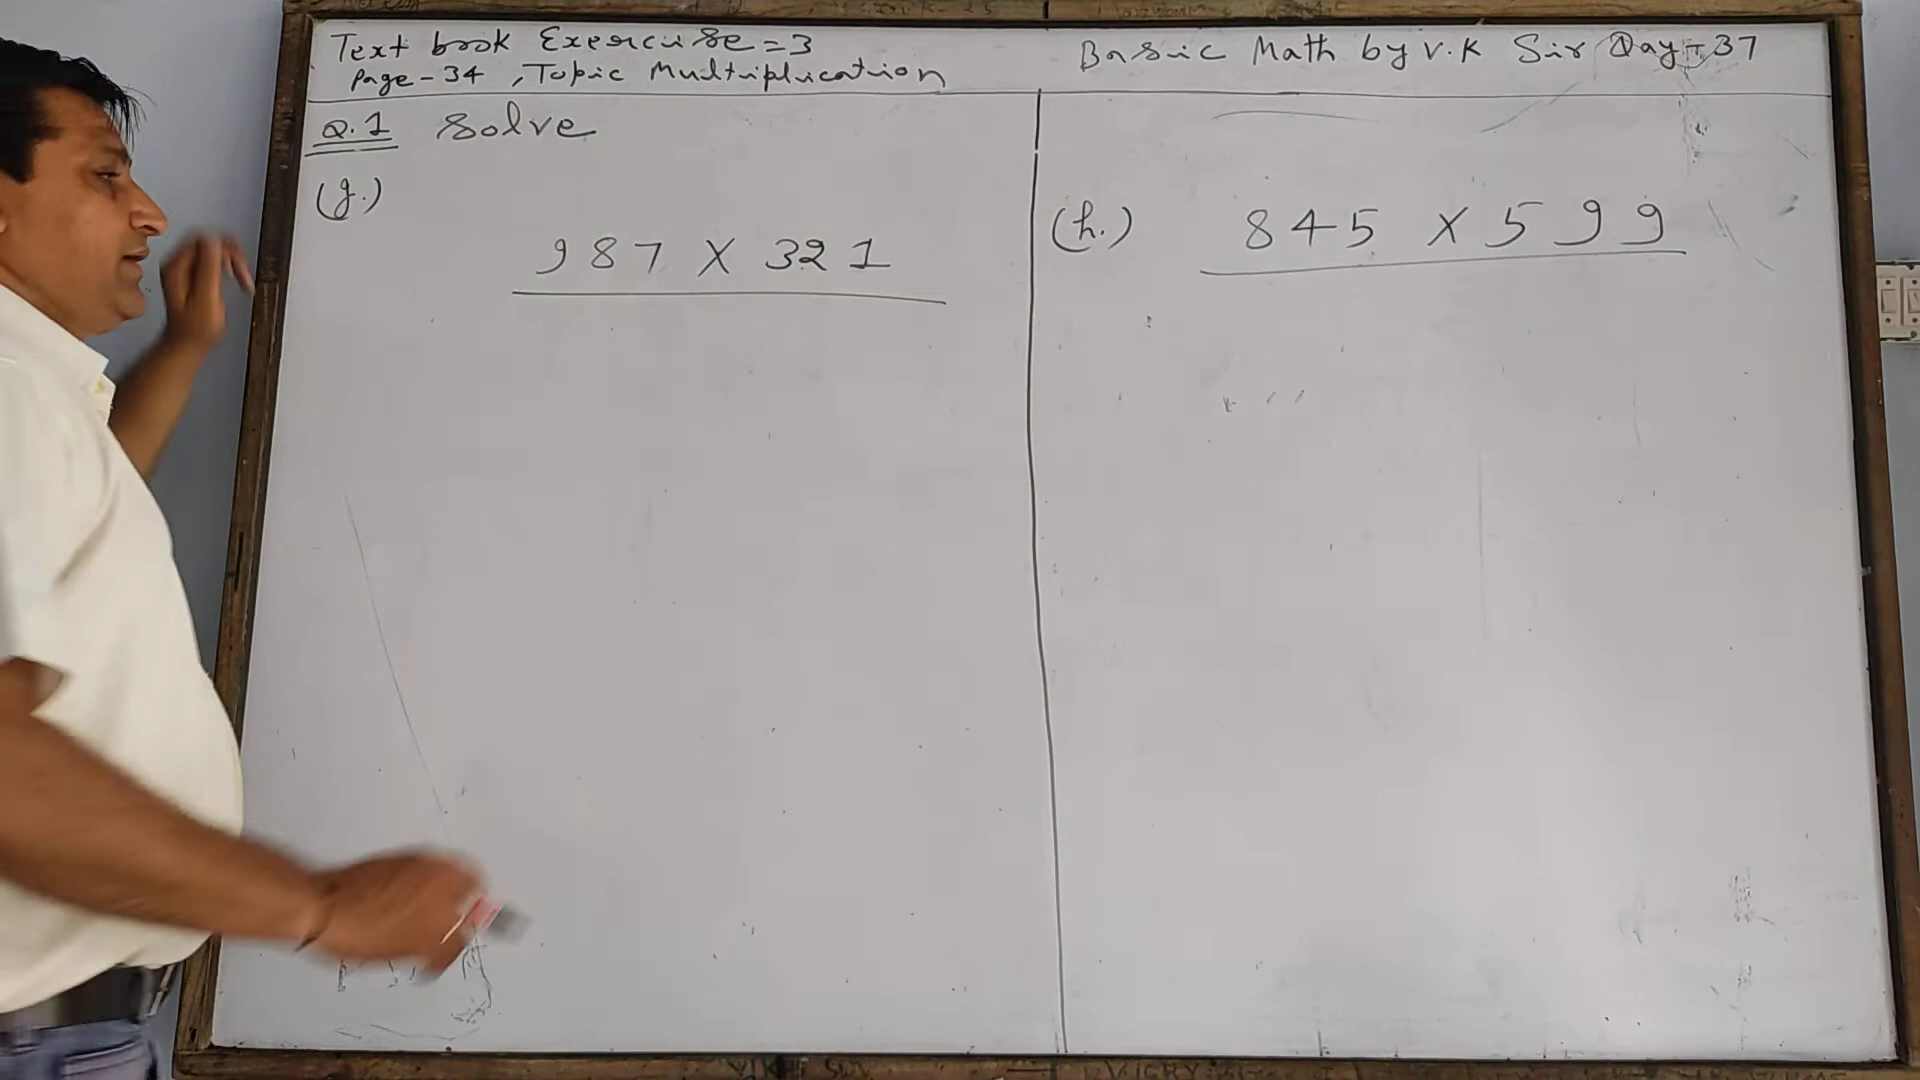 Text book Exercise = 3
Page - 34 , Topic Multiplication
Basic Math by V.K Sir Day - 37
Q.1 Solve
(g.)
987 X 321
(h.) 845 X 599